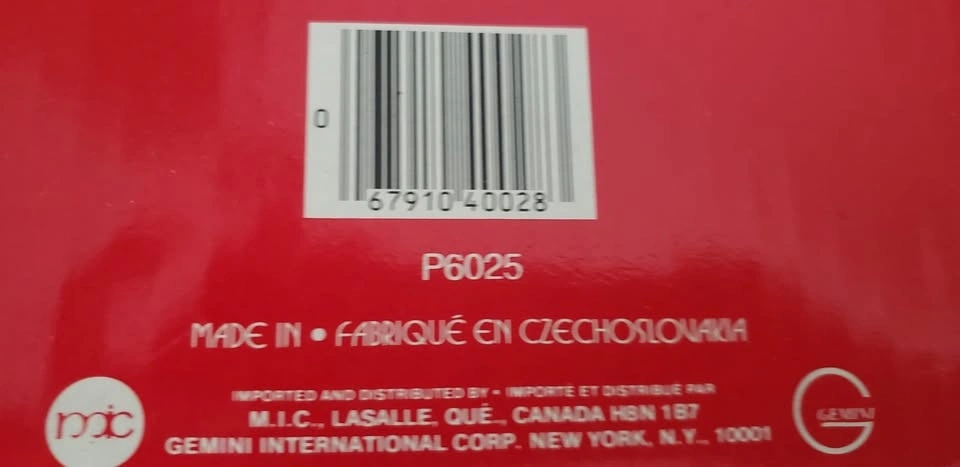 0
67910 40028
P6025
MADE IN • FABRIQUÉ EN CZECHOSLOVAKIA
IMPORTED AND DISTRIBUTED BY • IMPORTÉ ET DISTRIBUÉ PAR
mic
M.I.C., LASALLE, QUÉ., CANADA H8N 1B7
GEMINI
GEMINI INTERNATIONAL CORP. NEW YORK, N.Y., 10001